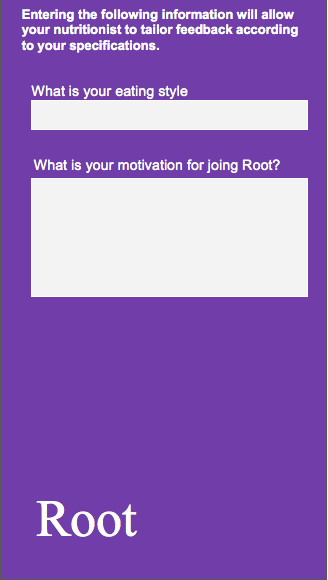 Entering the following information will allow
your nutritionist to tailor feedback according
to your specifications.
What is your eating style
What is your motivation for joing Root?
Root